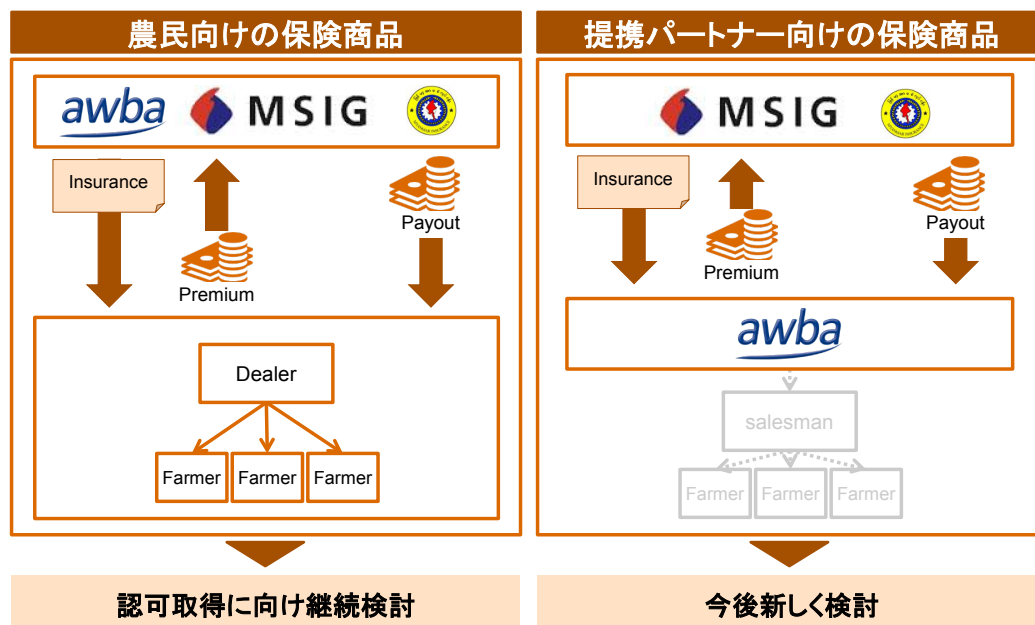 農民向けの保険商品
awba MSIG
Insurance
Payout
Premium
Dealer
Farmer Farmer Farmer
認可取得に向け継続検討
提携パートナー向けの保険商品
MSIG
Insurance
Payout
Premium
awba
salesman
Farmer Farmer Farmer
今後新しく検討